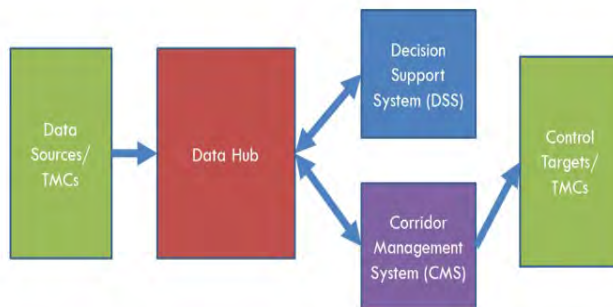 Data
Sources/
TMCs
Data Hub
Decision
Support
System (DSS)
Corridor
Management
System (CMS)
Control
Targets/
TMCs